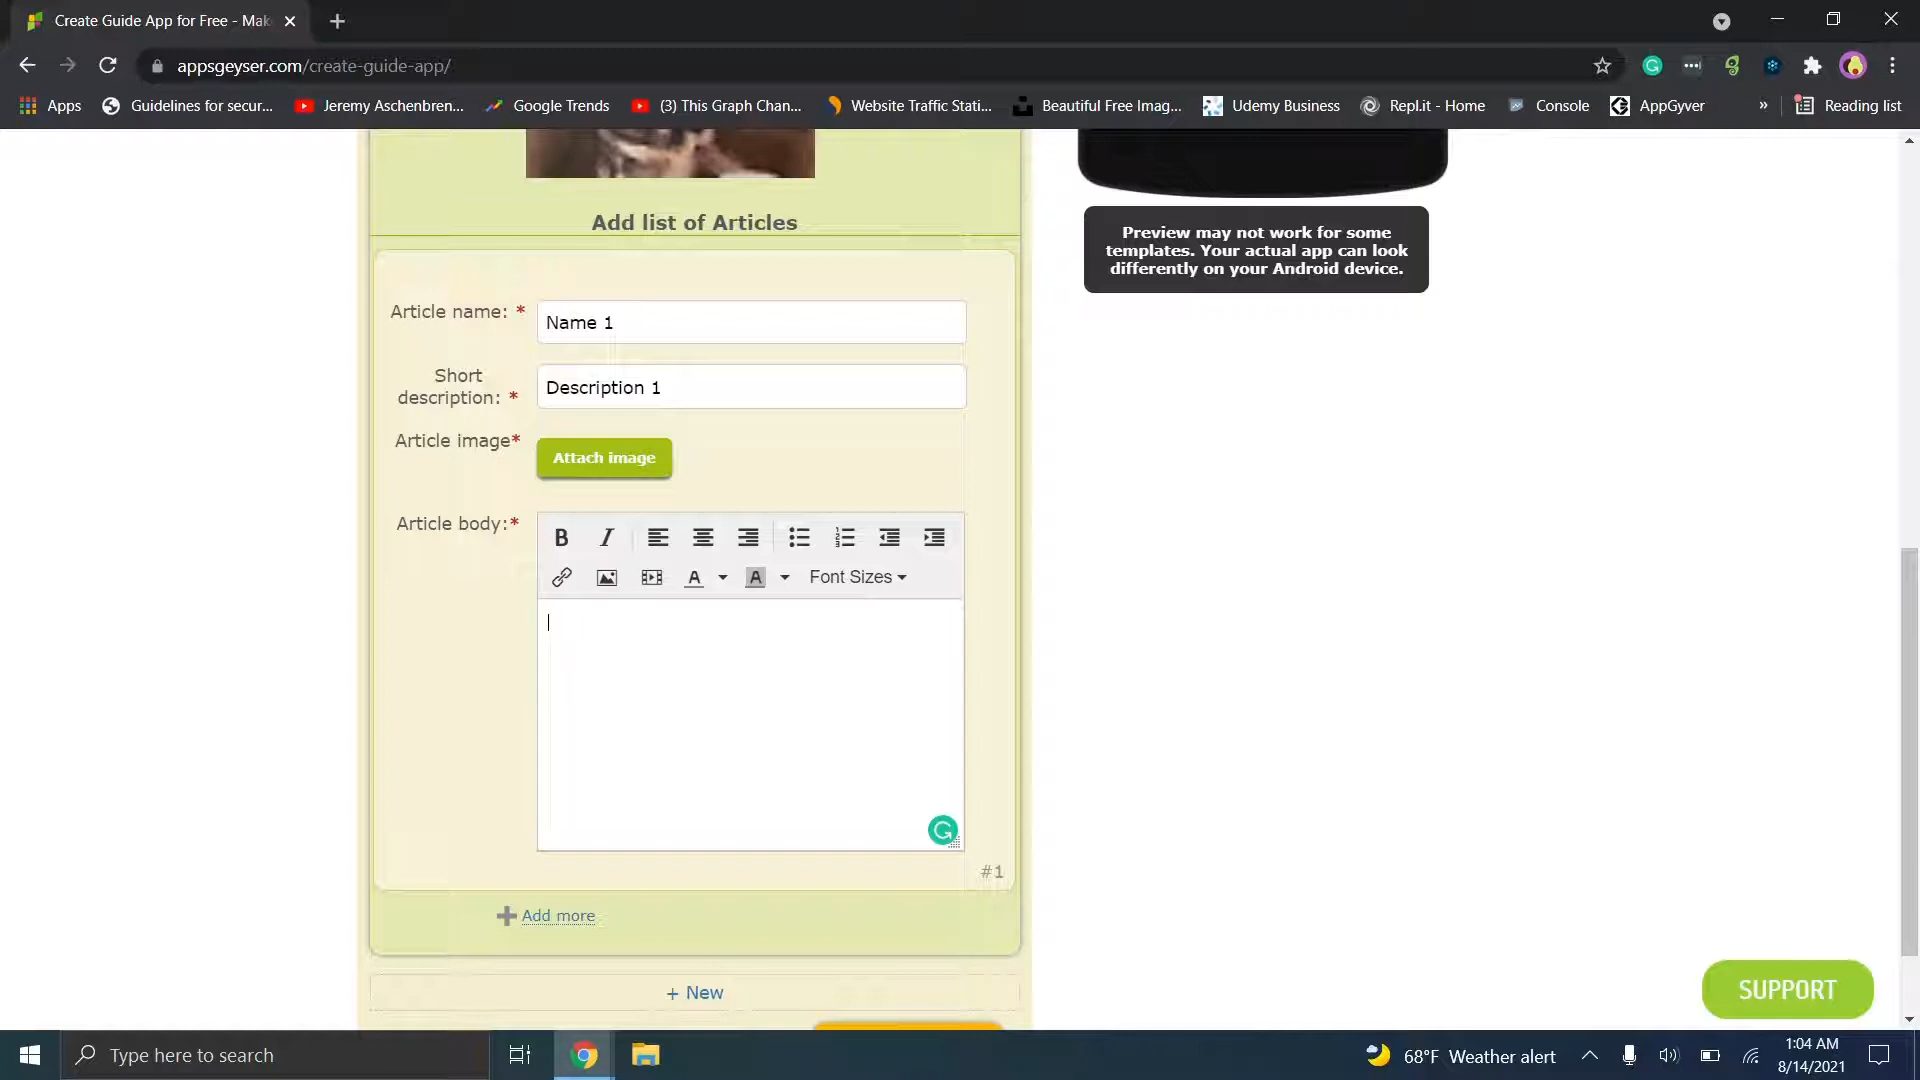 Create Guide App for Free - Mak
appsgeyser.com/create-guide-app/
Apps
Guidelines for secur...
Jeremy Aschenbren...
Google Trends
(3) This Graph Chan...
Website Traffic Stati...
Beautiful Free Imag...
Udemy Business
Repl.it - Home
Console
AppGyver
»
Reading list
Add list of Articles
Preview may not work for some
templates. Your actual app can look
differently on your Android device.
Article name: *
Name 1
Short
description: *
Description 1
Article image*
Attach image
Article body:*
B I
A A Font Sizes
#1
Add more
+ New
SUPPORT
Type here to search
68°F Weather alert
1:04 AM
8/14/2021